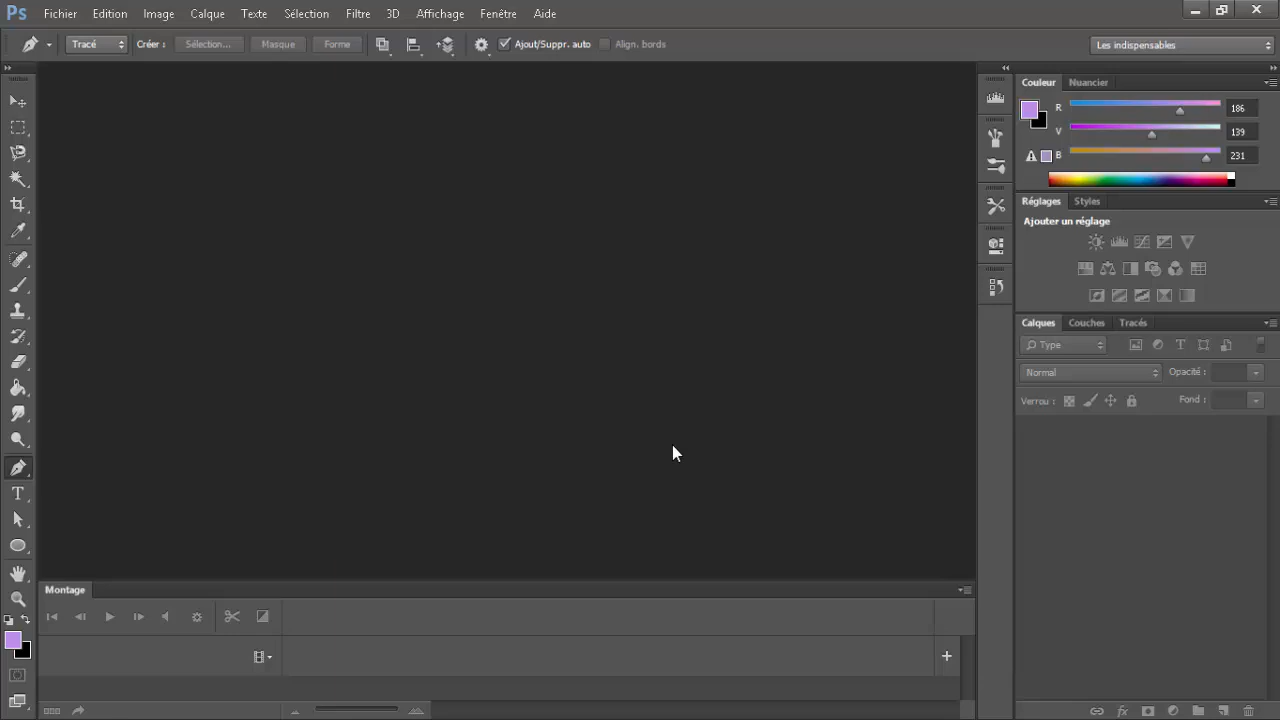 Ps Fichier Edition Image Calque Texte Sélection Filtre 3D Affichage Fenêtre Aide
Tracé Créer : Sélection... Masque Forme Ajout/Suppr. auto Align. bords Les indispensables
Couleur Nuancier
R 186
V 139
B 231
Réglages Styles
Ajouter un réglage
Calques Couches Tracés
Type
Normal Opacité :
Verrou : Fond :
Montage